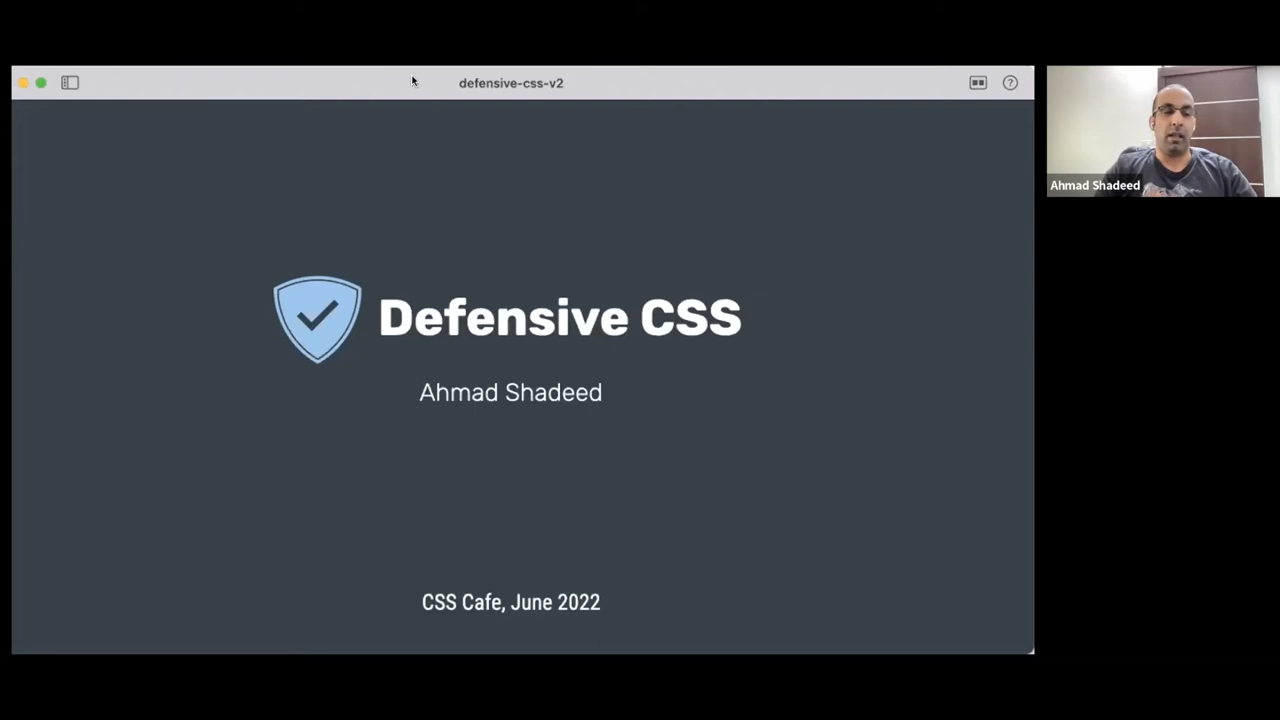 defensive-css-v2
?
Defensive CSS
Ahmad Shadeed
CSS Cafe, June 2022
Ahmad Shadeed